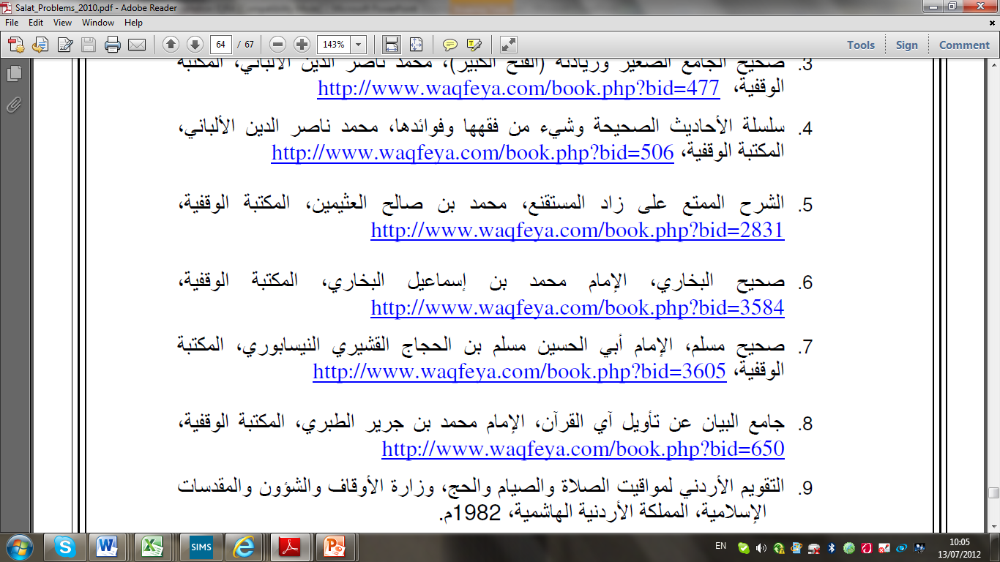 Salat_Problems_2010.pdf - Adobe Reader
File Edit View Window Help
64 / 67 143% Tools Sign Comment
3. صحيح الجامع الصغير وزيادته (الفتح الكبير)، محمد ناصر الدين الألباني، المكتبة
الوقفية، http://www.waqfeya.com/book.php?bid=477
4. سلسلة الأحاديث الصحيحة وشيء من فقهها وفوائدها، محمد ناصر الدين الألباني،
المكتبة الوقفية، http://www.waqfeya.com/book.php?bid=506
5. الشرح الممتع على زاد المستقنع، محمد بن صالح العثيمين، المكتبة الوقفية،
http://www.waqfeya.com/book.php?bid=2831
6. صحيح البخاري، الإمام محمد بن إسماعيل البخاري، المكتبة الوقفية،
http://www.waqfeya.com/book.php?bid=3584
7. صحيح مسلم، الإمام أبي الحسين مسلم بن الحجاج القشيري النيسابوري، المكتبة
الوقفية، http://www.waqfeya.com/book.php?bid=3605
8. جامع البيان عن تأويل آي القرآن، الإمام محمد بن جرير الطبري، المكتبة الوقفية،
http://www.waqfeya.com/book.php?bid=650
9. التقويم الأردني لمواقيت الصلاة والصيام والحج، وزارة الأوقاف والشؤون والمقدسات
الإسلامية، المملكة الأردنية الهاشمية، 1982م.
SIMS EN 10:05
13/07/2012